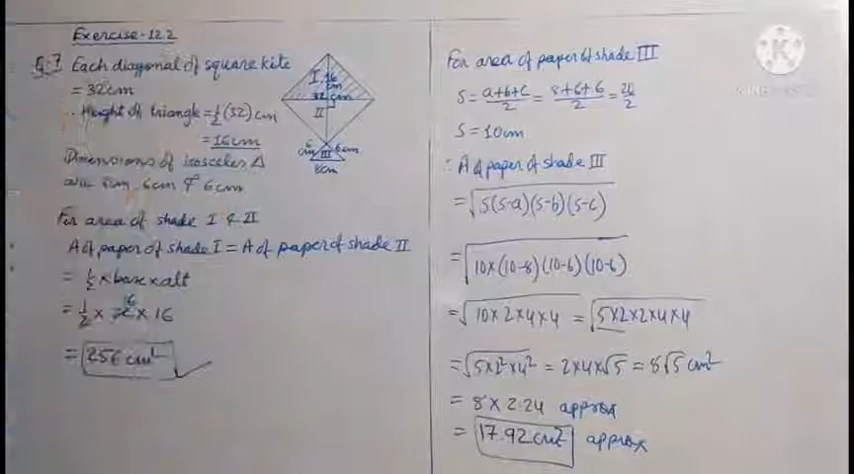 Exercise-12.2
Q.7 Each diagonal of square kite
= 32cm
∴ Height of triangle = 1/2 (32) cm
= 16cm
Dimensions of isosceles Δ
are 8cm, 6cm & 6cm
For area of shade I & II
A of paper of shade I = A of paper of shade II
= 1/2 × base × alt
= 1/2 × 32 × 16
= 256 cm²
I
16 cm
32 cm
II
6 cm
III
6cm
8cm
For area of paper of shade III
S = (a+b+c)/2 = (8+6+6)/2 = 20/2
S = 10cm
∴ A of paper of shade III
= √S(S-a)(S-b)(S-c)
= √10×(10-8)(10-6)(10-6)
= √10×2×4×4 = √5×2×2×4×4
= √5×2²×4² = 2×4×√5 = 8√5 cm²
= 8 × 2.24 approx
= 17.92 cm² approx
K